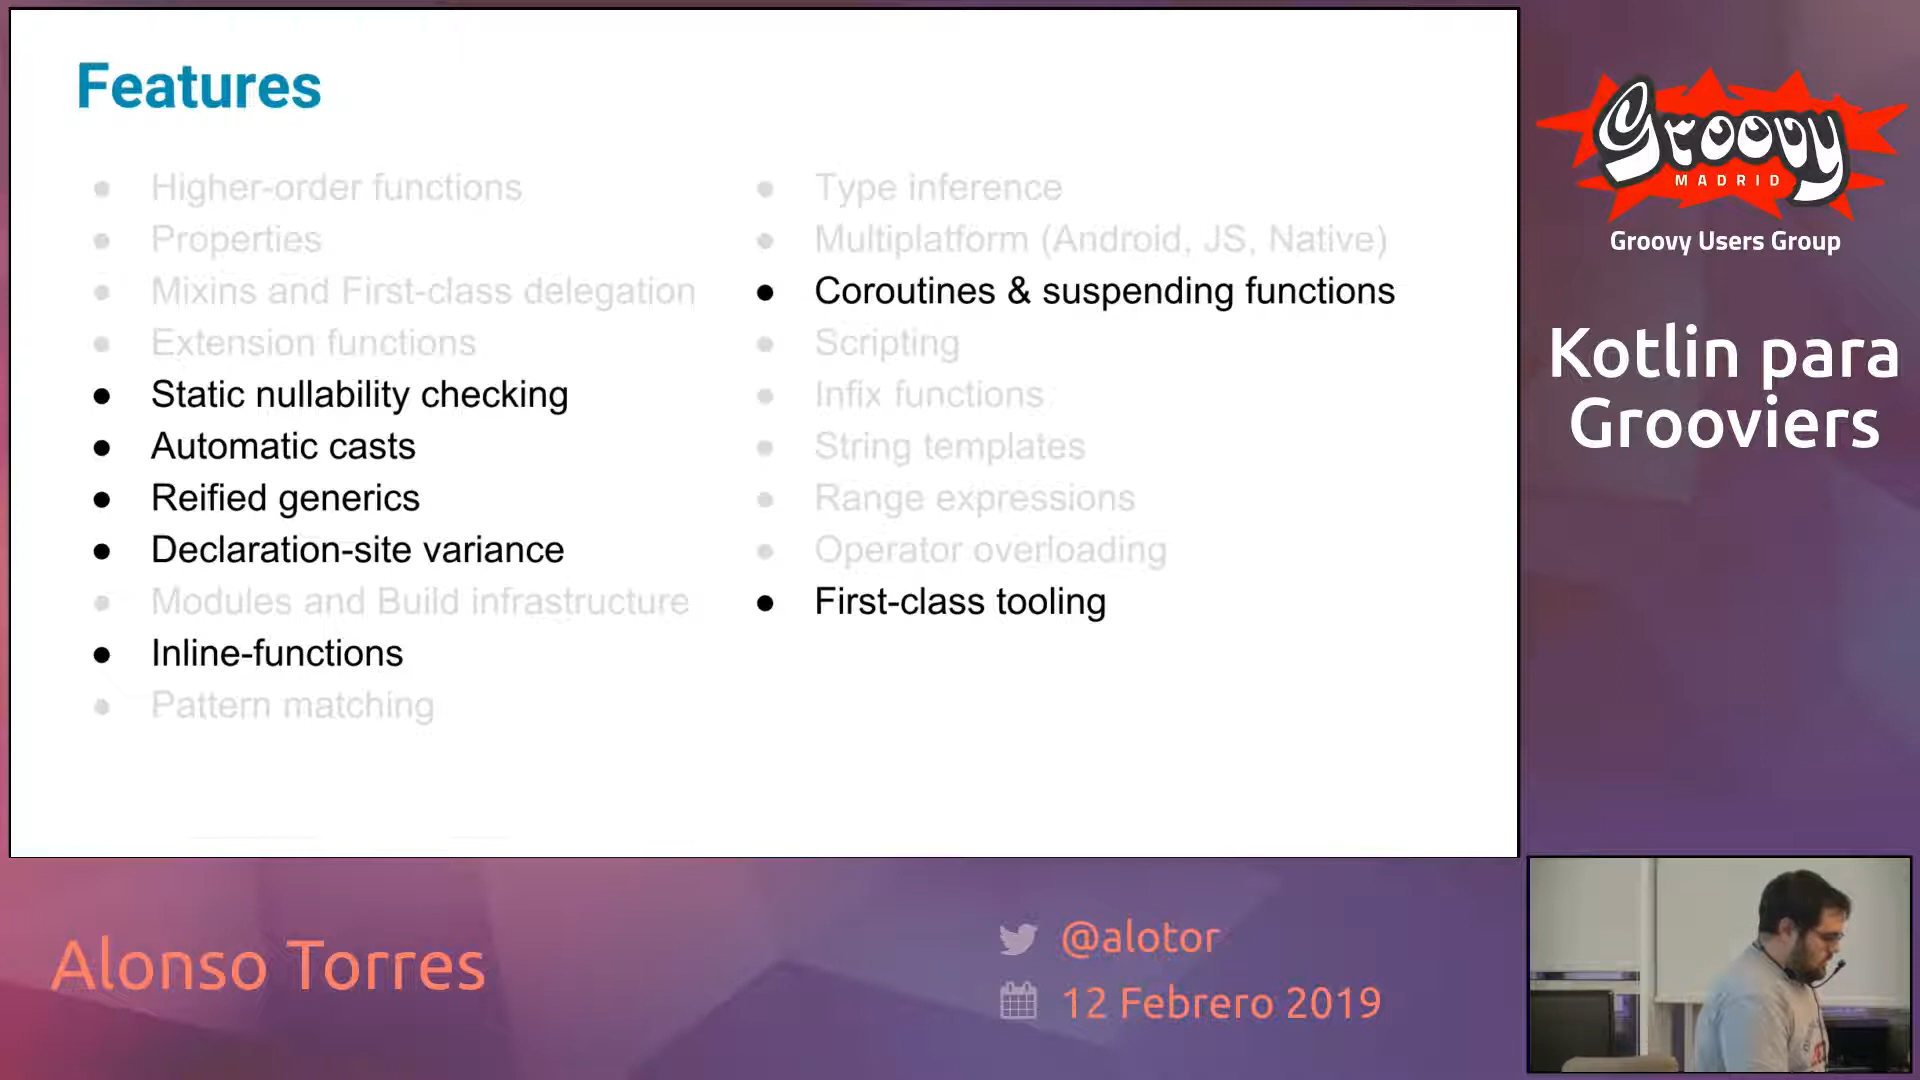 Features
Higher-order functions
Properties
Mixins and First-class delegation
Extension functions
Static nullability checking
Automatic casts
Reified generics
Declaration-site variance
Modules and Build infrastructure
Inline-functions
Pattern matching
Type inference
Multiplatform (Android, JS, Native)
Coroutines & suspending functions
Scripting
Infix functions
String templates
Range expressions
Operator overloading
First-class tooling
Groovy
MADRID
Groovy Users Group
Kotlin para
Grooviers
Alonso Torres
@alotor
12 Febrero 2019